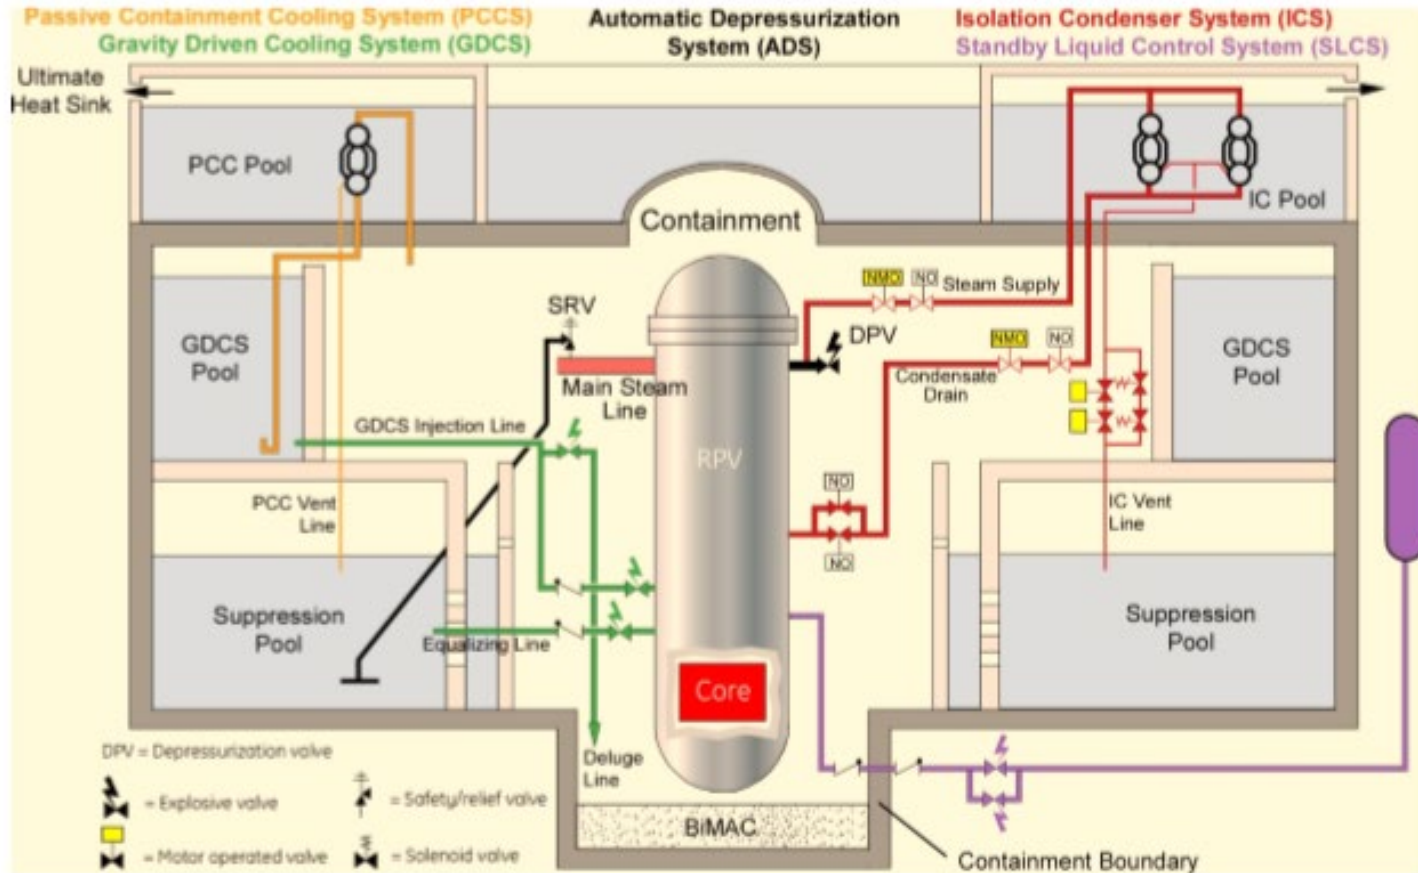 Passive Containment Cooling System (PCCS)
Gravity Driven Cooling System (GDCS)
Automatic Depressurization
System (ADS)
Isolation Condenser System (ICS)
Standby Liquid Control System (SLCS)
Ultimate
Heat Sink
PCC Pool
Containment
IC Pool
NMO
NO
Steam Supply
SRV
DPV
GDCS
Pool
Main Steam
Line
NMO
NO
Condensate
Drain
GDCS
Pool
GDCS Injection Line
RPV
PCC Vent
Line
NO
NO
IC Vent
Line
Suppression
Pool
Equalizing Line
Suppression
Pool
Core
DPV = Depressurization valve
Deluge
Line
= Explosive valve
= Safety/relief valve
BiMAC
= Motor operated valve
= Solenoid valve
Containment Boundary